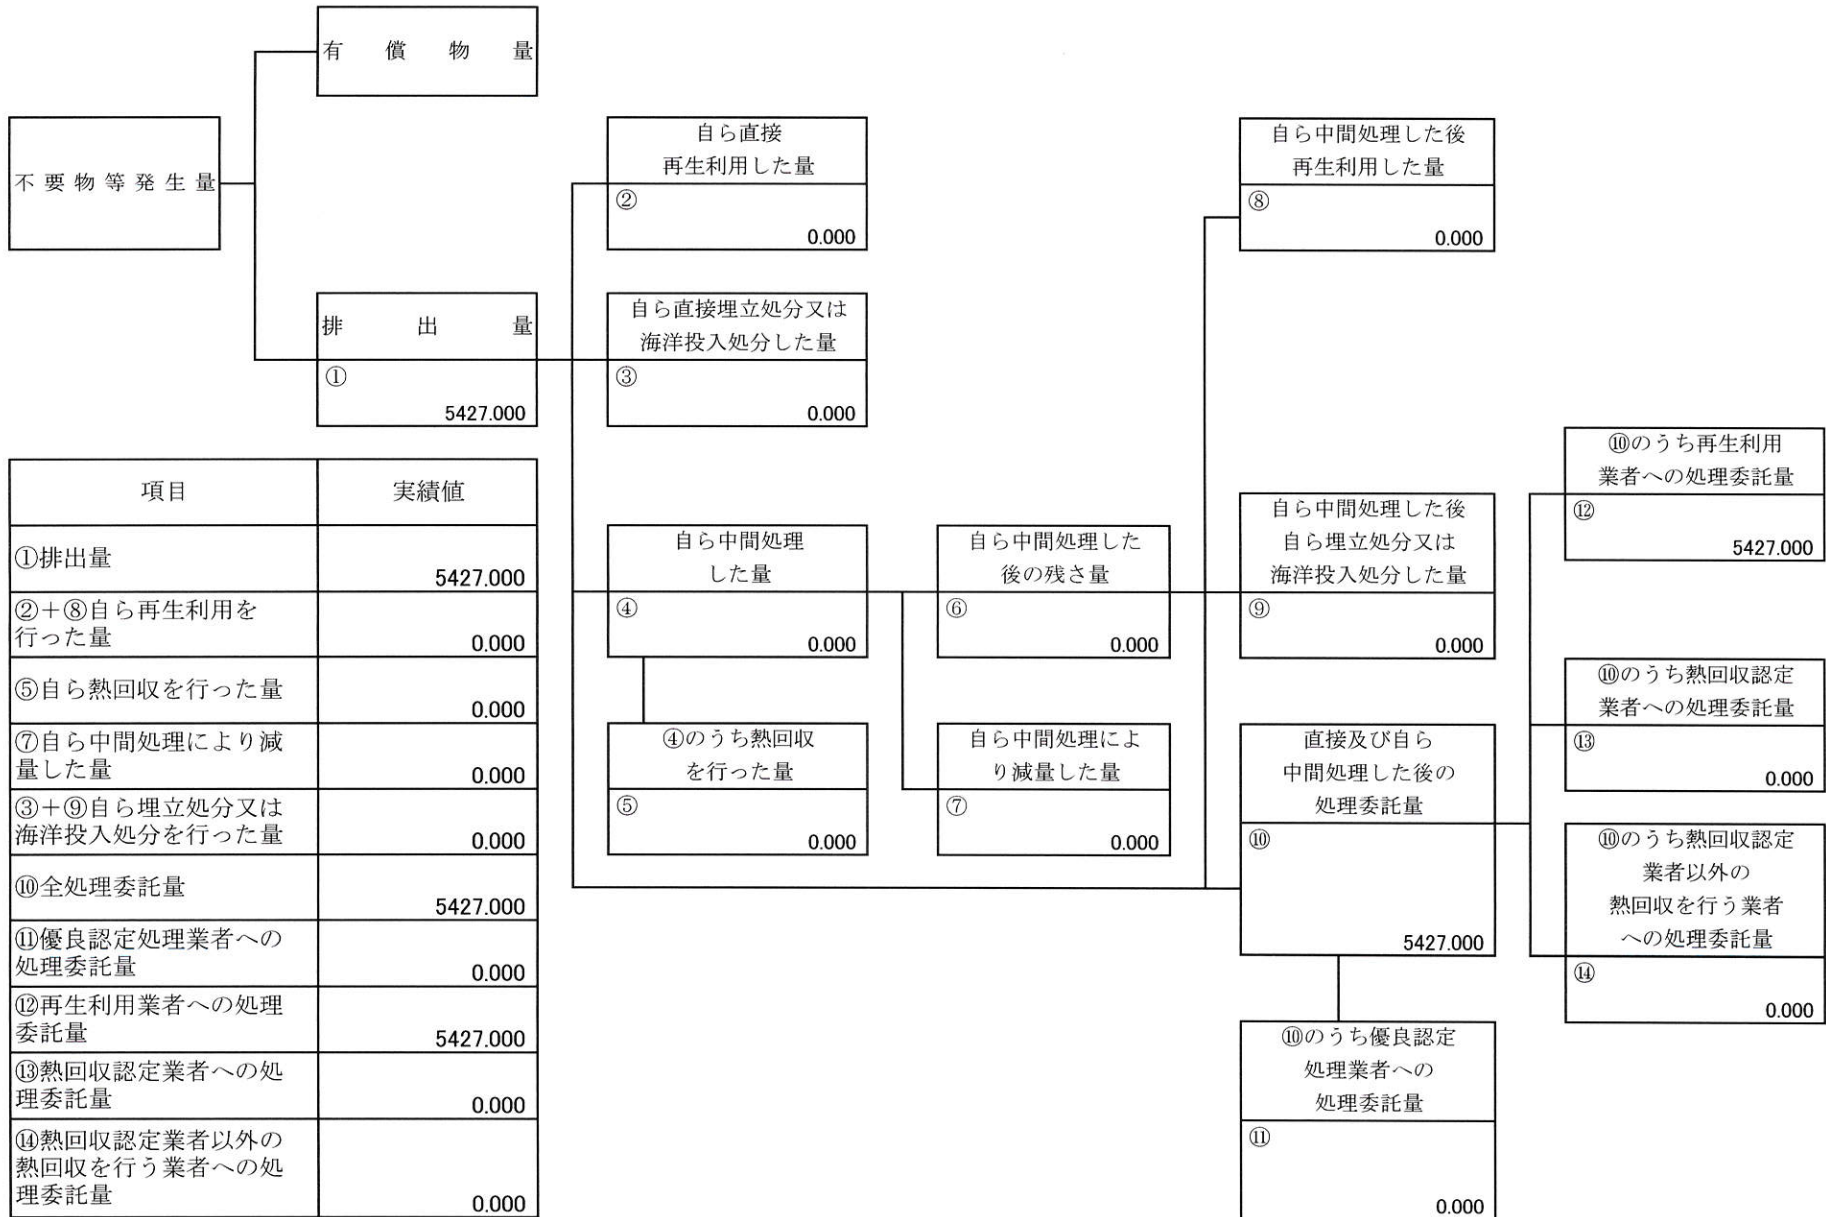 有償物量
不要物等発生量
排出量
①
5427.000
自ら直接
再生利用した量
②
0.000
自ら直接埋立処分又は
海洋投入処分した量
③
0.000
自ら中間処理
した量
④
0.000
④のうち熱回収
を行った量
⑤
0.000
自ら中間処理した
後の残さ量
⑥
0.000
自ら中間処理によ
り減量した量
⑦
0.000
自ら中間処理した後
再生利用した量
⑧
0.000
自ら中間処理した後
自ら埋立処分又は
海洋投入処分した量
⑨
0.000
直接及び自ら
中間処理した後の
処理委託量
⑩
5427.000
⑩のうち優良認定
処理業者への
処理委託量
⑪
0.000
⑩のうち再生利用
業者への処理委託量
⑫
5427.000
⑩のうち熱回収認定
業者への処理委託量
⑬
0.000
⑩のうち熱回収認定
業者以外の
熱回収を行う業者
への処理委託量
⑭
0.000
項目 実績値
①排出量
5427.000
②＋⑧自ら再生利用を
行った量
0.000
⑤自ら熱回収を行った量
0.000
⑦自ら中間処理により減
量した量
0.000
③＋⑨自ら埋立処分又は
海洋投入処分を行った量
0.000
⑩全処理委託量
5427.000
⑪優良認定処理業者への
処理委託量
0.000
⑫再生利用業者への処理
委託量
5427.000
⑬熱回収認定業者への処
理委託量
0.000
⑭熱回収認定業者以外の
熱回収を行う業者への処
理委託量
0.000